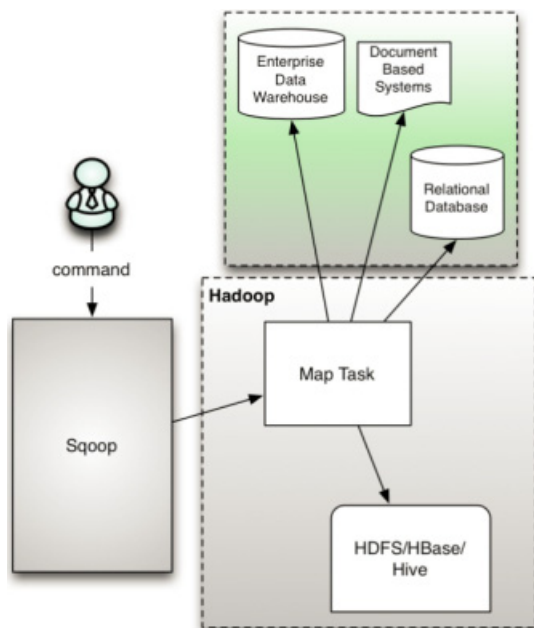 Enterprise
Data
Warehouse
Document
Based
Systems
Relational
Database
command
Hadoop
Map Task
Sqoop
HDFS/HBase/
Hive